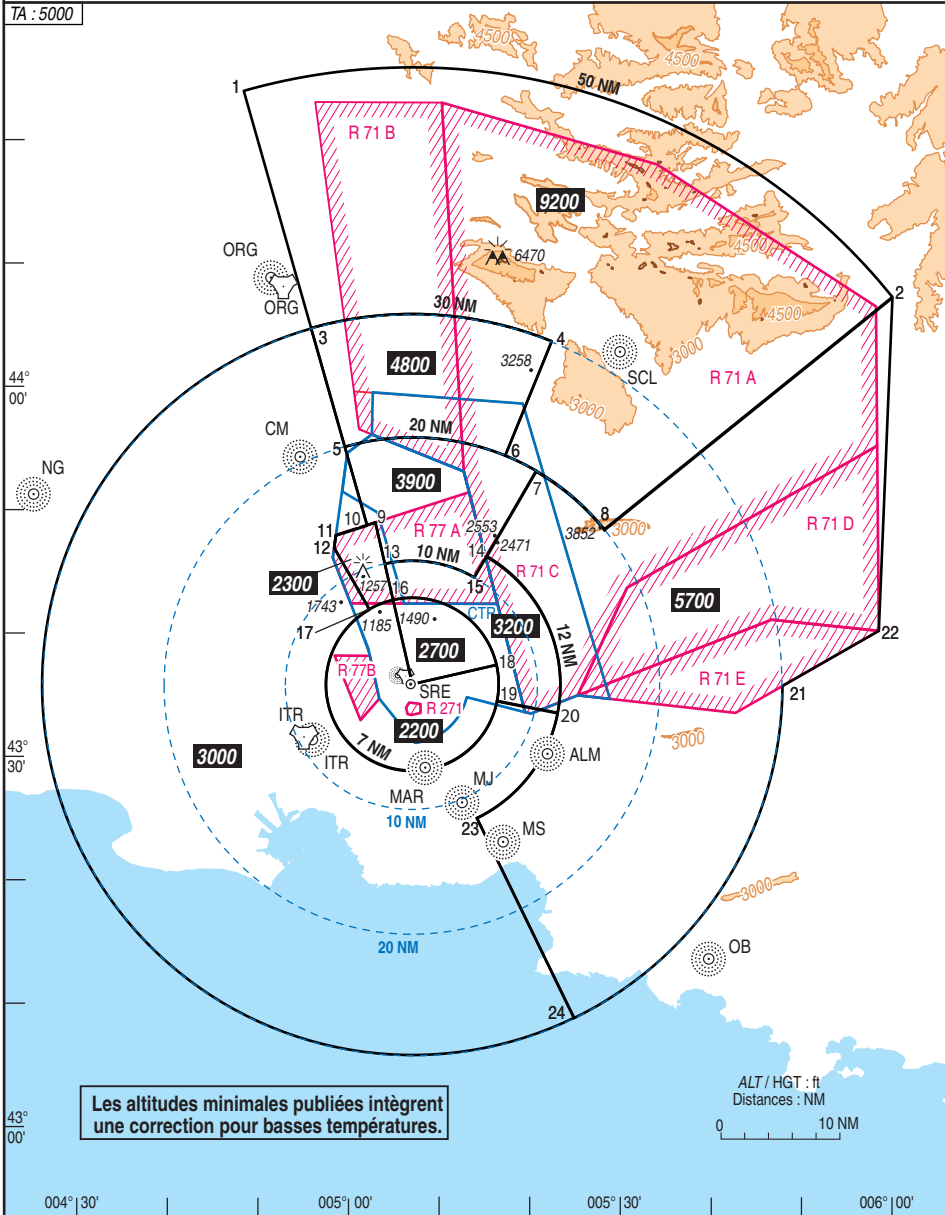 TA : 5000
4500
4500
1
50 NM
R 71 B
9200
ORG
6470
4500
ORG
2
30 NM
4500
3
4
3000
44°
00'
4800
3258
SCL
R 71 A
3000
CM
20 NM
5
6
NG
3900
7
8
3852
3000
10
9
11
R 77 A
2553
R 71 D
12
13
10 NM
14
2471
2300
15
R 71 C
1257
16
5700
1743
CTR
17
1185
1490
3200
12 NM
22
2700
18
R 77B
SRE
19
R 71 E
21
R 271
20
ITR
2200
3000
43°
30'
3000
ITR
7 NM
ALM
MAR
MJ
10 NM
23
MS
3000
20 NM
OB
24
Les altitudes minimales publiées intègrent
une correction pour basses températures.
ALT / HGT : ft
Distances : NM
0
10 NM
43°
00'
004° 30'
005° 00'
005° 30'
006° 00'